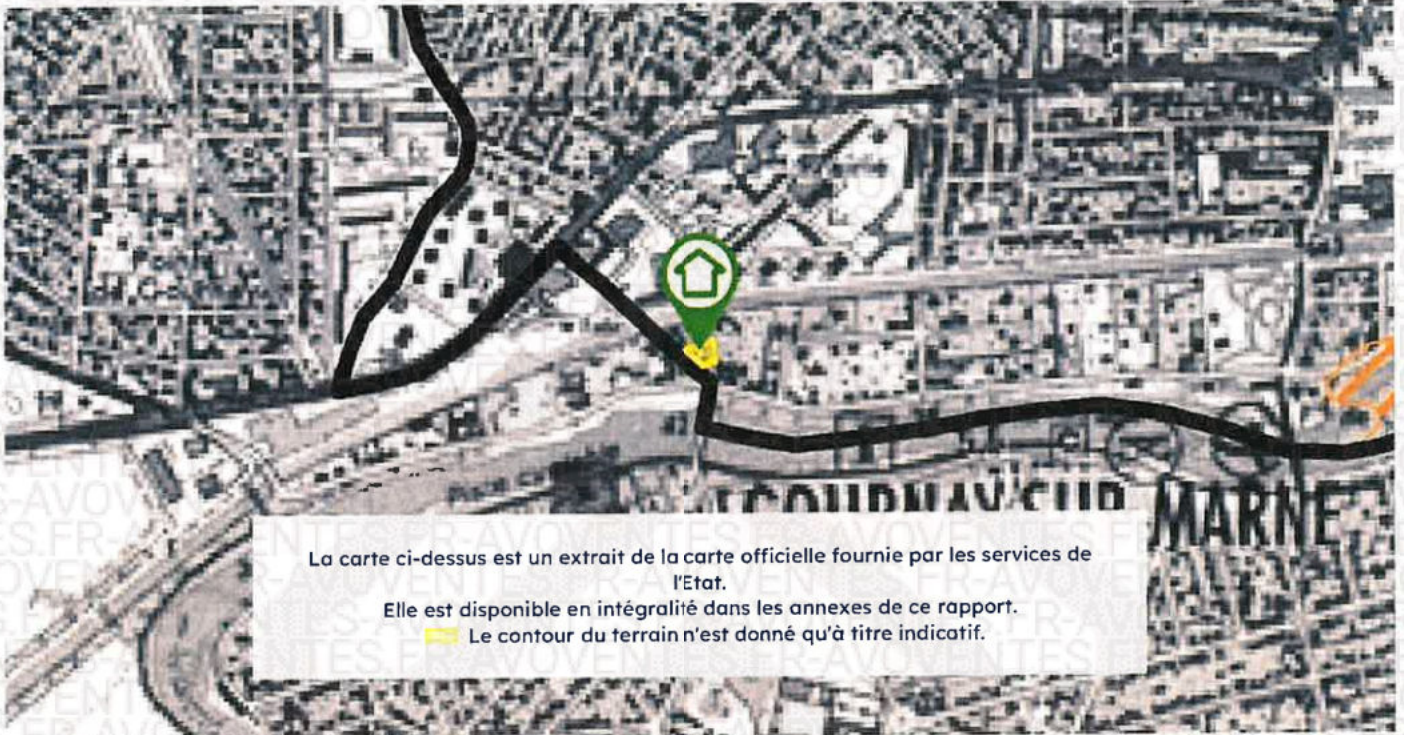 GOURNAY SUR MARNE
La carte ci-dessus est un extrait de la carte officielle fournie par les services de
l'Etat.
Elle est disponible en intégralité dans les annexes de ce rapport.
Le contour du terrain n'est donné qu'à titre indicatif.